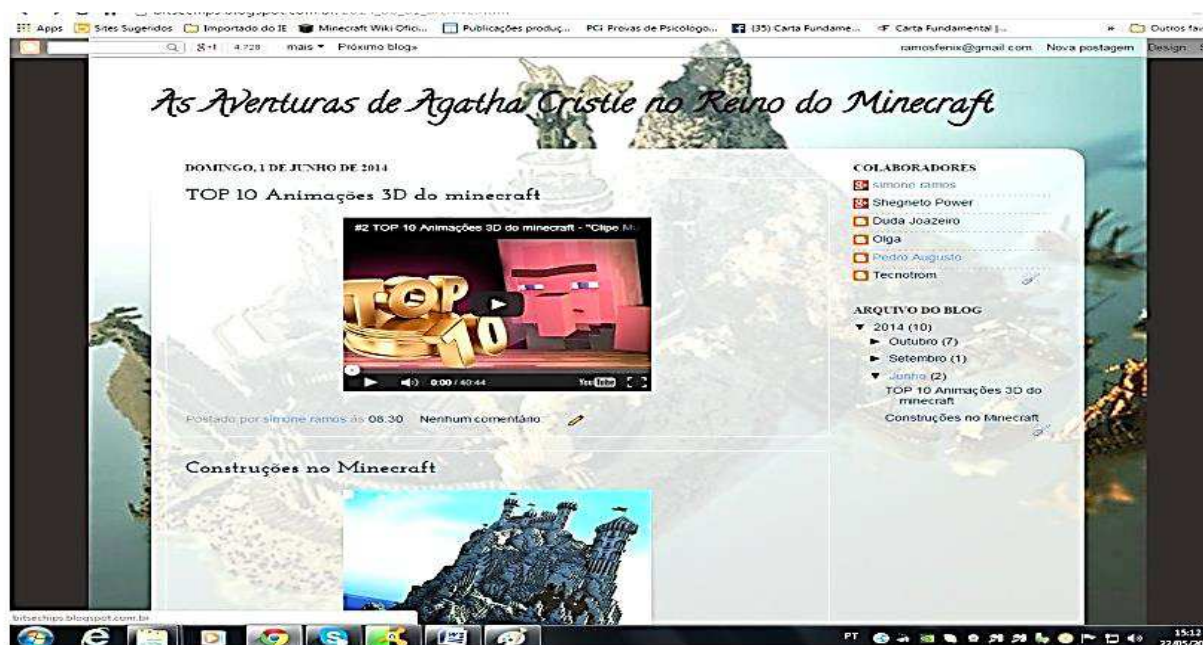 Apps Sites Sugeridos Importado do IE Minecraft Wiki Ofici... Publicações produç... PCI Provas de Psicologo... (35) Carta Fundame... Carta Fundamental |... » Outros fav
g+1 4.728 mais Próximo blog» ramosfenix@gmail.com Nova postagem Design
As Aventuras de Agatha Cristie no Reino do Minecraft
DOMINGO, 1 DE JUNHO DE 2014
TOP 10 Animações 3D do minecraft
#2 TOP 10 Animações 3D do minecraft - "Clipe Mu
TOP
10
0:00 / 40:44 YouTube
Postado por simone ramos às 08:30 Nenhum comentário:
Construções no Minecraft
COLABORADORES
simone ramos
Shegneto Power
Duda Joazeiro
Olga
Pedro Augusto
Tecnotrom
ARQUIVO DO BLOG
▼ 2014 (10)
► Outubro (7)
► Setembro (1)
▼ Junho (2)
TOP 10 Animações 3D do
minecraft
Construções no Minecraft
bitsechips.blogspot.com.br
PT 15:12